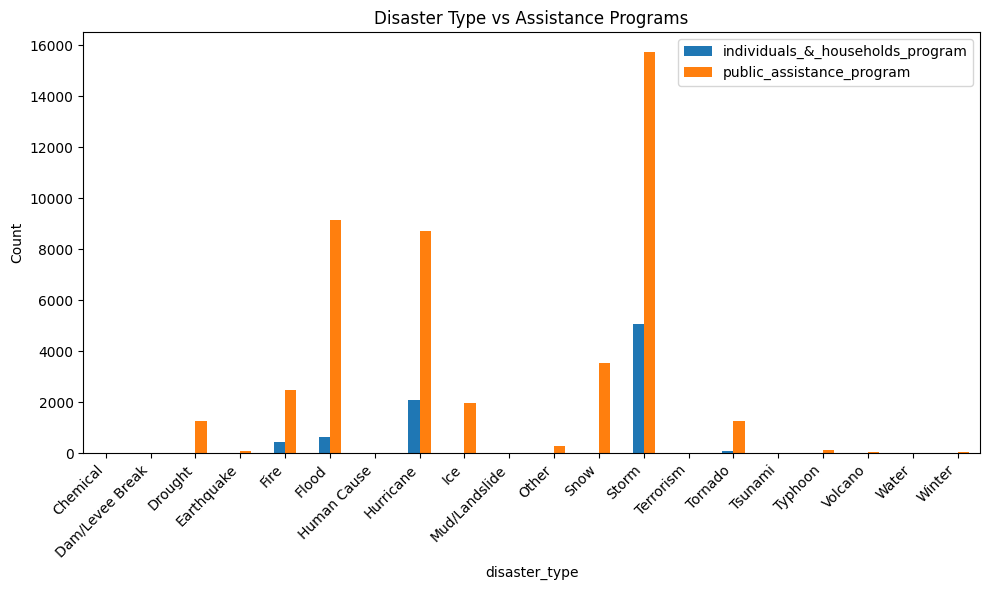 Disaster Type vs Assistance Programs
individuals_&_households_program
public_assistance_program
Count
16000
14000
12000
10000
8000
6000
4000
2000
0
Chemical
Dam/Levee Break
Drought
Earthquake
Fire
Flood
Human Cause
Hurricane
Ice
Mud/Landslide
Other
Snow
Storm
Terrorism
Tornado
Tsunami
Typhoon
Volcano
Water
Winter
disaster_type